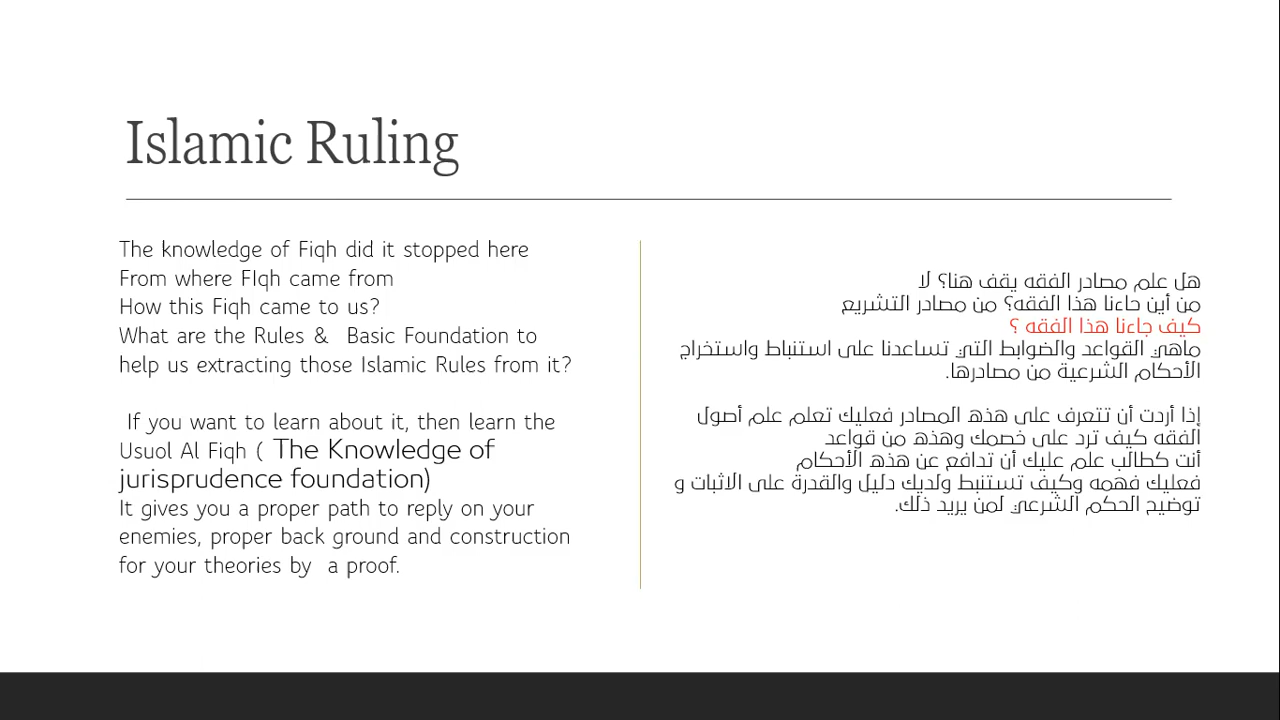 Islamic Ruling
The knowledge of Fiqh did it stopped here
From where FIqh came from
How this Fiqh came to us?
What are the Rules &  Basic Foundation to
help us extracting those Islamic Rules from it?
If you want to learn about it, then learn the
Usuol Al Fiqh ( The Knowledge of
jurisprudence foundation)
It gives you a proper path to reply on your
enemies, proper back ground and construction
for your theories by  a proof.
هل علم مصادر الفقه يقف هنا؟ لا
من أين جاءنا هذا الفقه؟ من مصادر التشريع
كيف جاءنا هذا الفقه ؟
ماهي القواعد والضوابط التي تساعدنا على استنباط واستخراج
الأحكام الشرعية من مصادرها.
إذا أردت أن تتعرف على هذه المصادر فعليك تعلم علم أصول
الفقه كيف ترد على خصمك وهذه من قواعد
أنت كطالب علم عليك أن تدافع عن هذه الأحكام
فعليك فهمه وكيف تستنبط ولديك دليل والقدرة على الاثبات و
توضيح الحكم الشرعي لمن يريد ذلك.